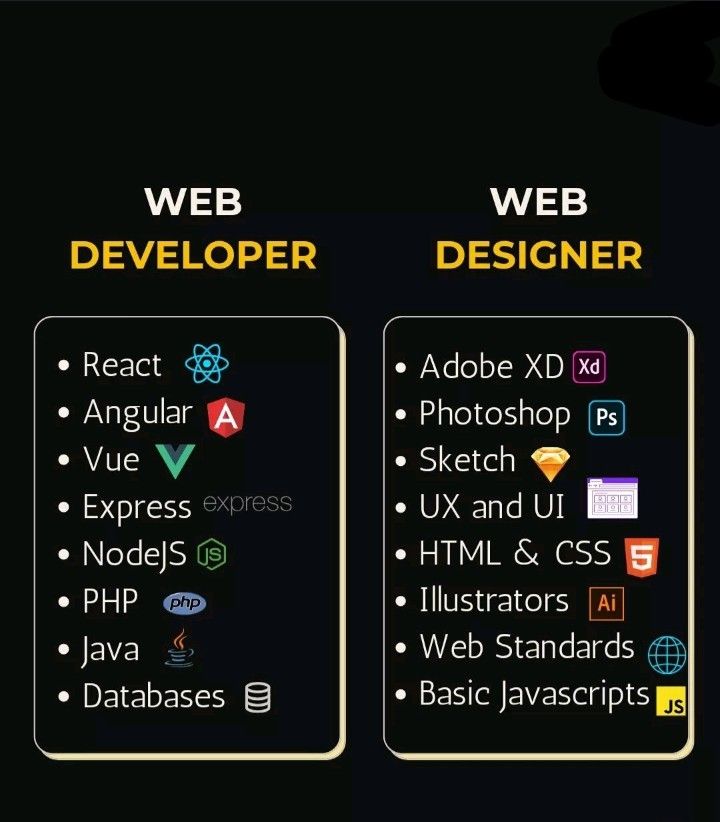 WEB
DEVELOPER
React
Angular
Vue
Express express
NodeJS JS
PHP php
Java
Databases
WEB
DESIGNER
Adobe XD Xd
Photoshop Ps
Sketch
UX and UI
HTML & CSS 5
Illustrators Ai
Web Standards
Basic Javascripts JS